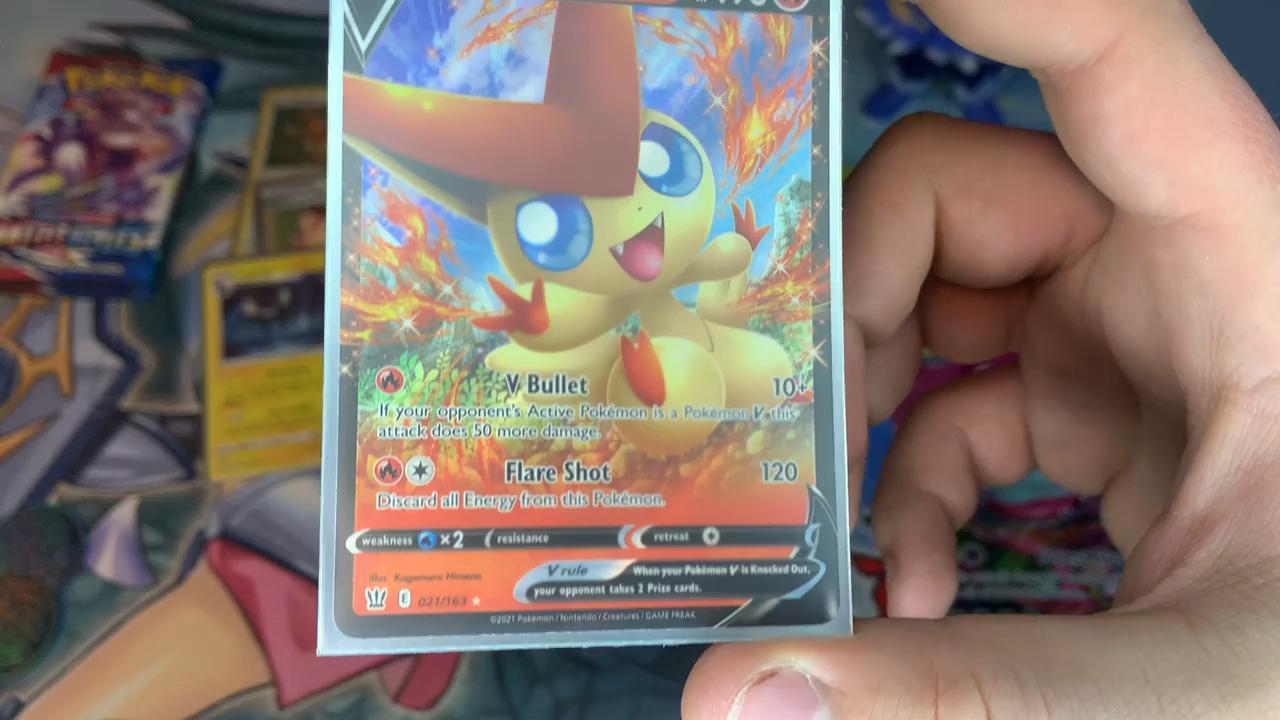 Pokémon
V Bullet 10+
If your opponent's Active Pokémon is a Pokémon V, this
attack does 50 more damage.
Flare Shot 120
Discard all Energy from this Pokémon.
weakness ×2 resistance retreat
V rule When your Pokémon V is Knocked Out,
your opponent takes 2 Prize cards.
Illus.
E 021/163
©2021 Pokémon / Nintendo / Creatures / GAME FREAK